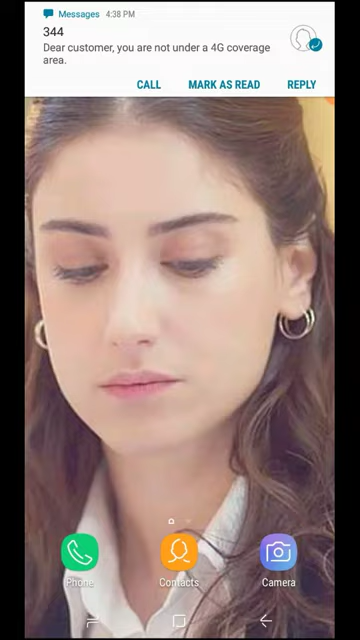 Messages 4:38 PM
344
Dear customer, you are not under a 4G coverage
area.
CALL MARK AS READ REPLY
Phone Contacts Camera